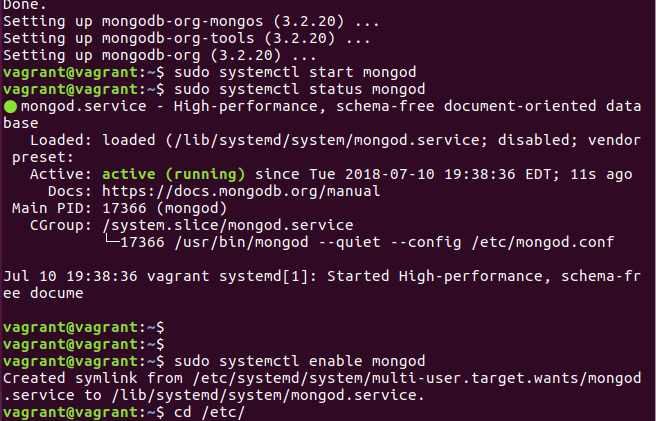 Done.
Setting up mongodb-org-mongos (3.2.20) ...
Setting up mongodb-org-tools (3.2.20) ...
Setting up mongodb-org (3.2.20) ...
vagrant@vagrant:~$ sudo systemctl start mongod
vagrant@vagrant:~$ sudo systemctl status mongod
● mongod.service - High-performance, schema-free document-oriented data
base
   Loaded: loaded (/lib/systemd/system/mongod.service; disabled; vendor
 preset:
   Active: active (running) since Tue 2018-07-10 19:38:36 EDT; 11s ago
     Docs: https://docs.mongodb.org/manual
 Main PID: 17366 (mongod)
   CGroup: /system.slice/mongod.service
           └─17366 /usr/bin/mongod --quiet --config /etc/mongod.conf
Jul 10 19:38:36 vagrant systemd[1]: Started High-performance, schema-fr
ee docume
vagrant@vagrant:~$
vagrant@vagrant:~$
vagrant@vagrant:~$ sudo systemctl enable mongod
Created symlink from /etc/systemd/system/multi-user.target.wants/mongod
.service to /lib/systemd/system/mongod.service.
vagrant@vagrant:~$ cd /etc/